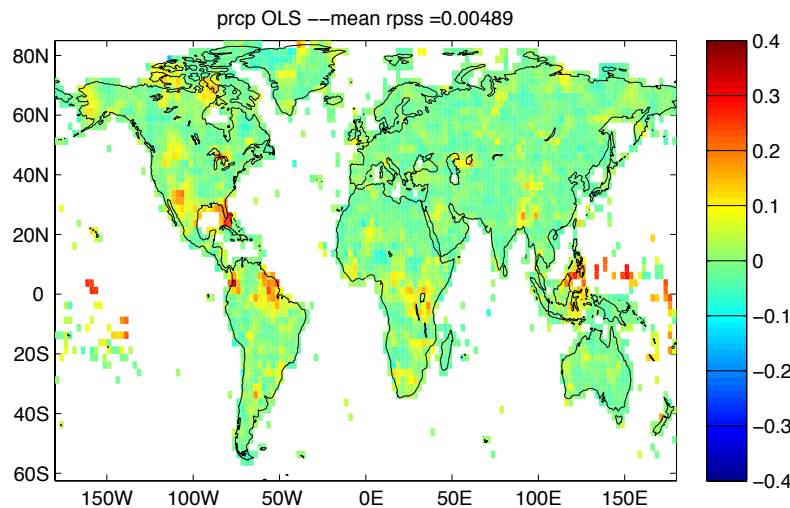 prcp OLS --mean rpss =0.00489
80N
60N
40N
20N
0
20S
40S
60S
150W 100W 50W 0E 50E 100E 150E
0.4
0.3
0.2
0.1
0
−0.1
−0.2
−0.3
−0.4